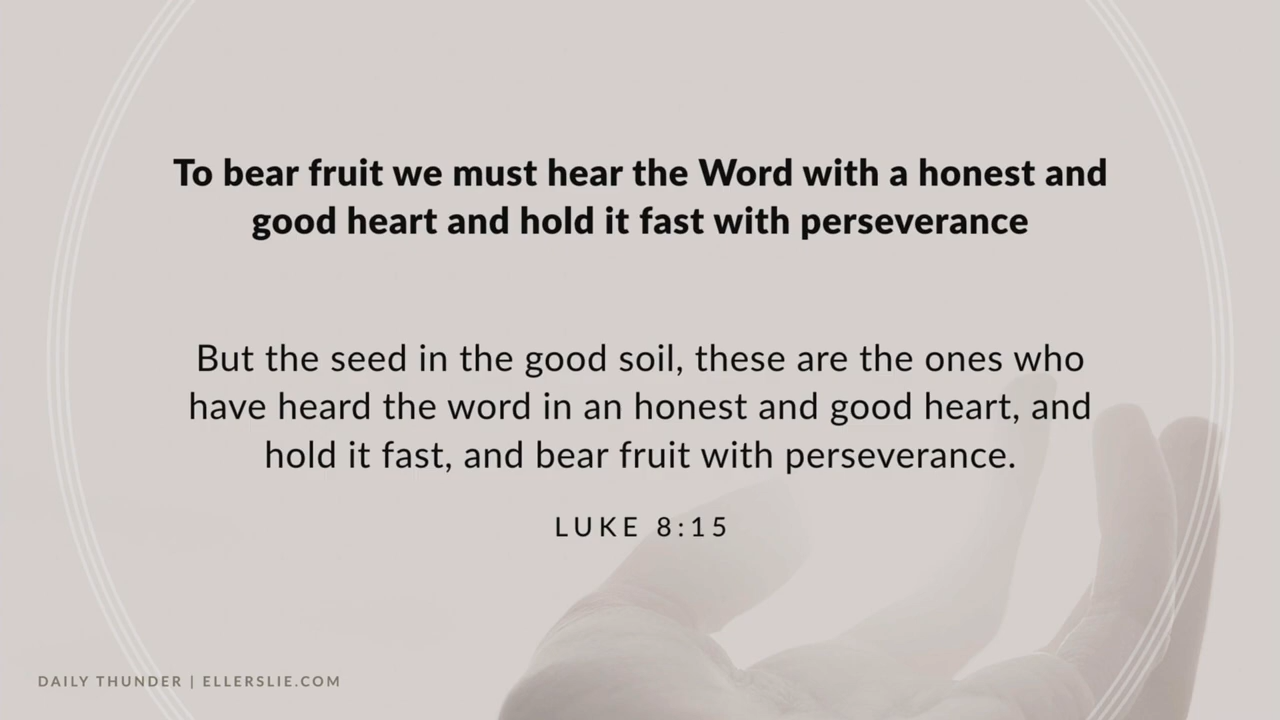 To bear fruit we must hear the Word with a honest and
good heart and hold it fast with perseverance
But the seed in the good soil, these are the ones who
have heard the word in an honest and good heart, and
hold it fast, and bear fruit with perseverance.
LUKE 8:15
DAILY THUNDER | ELLERSLIE.COM